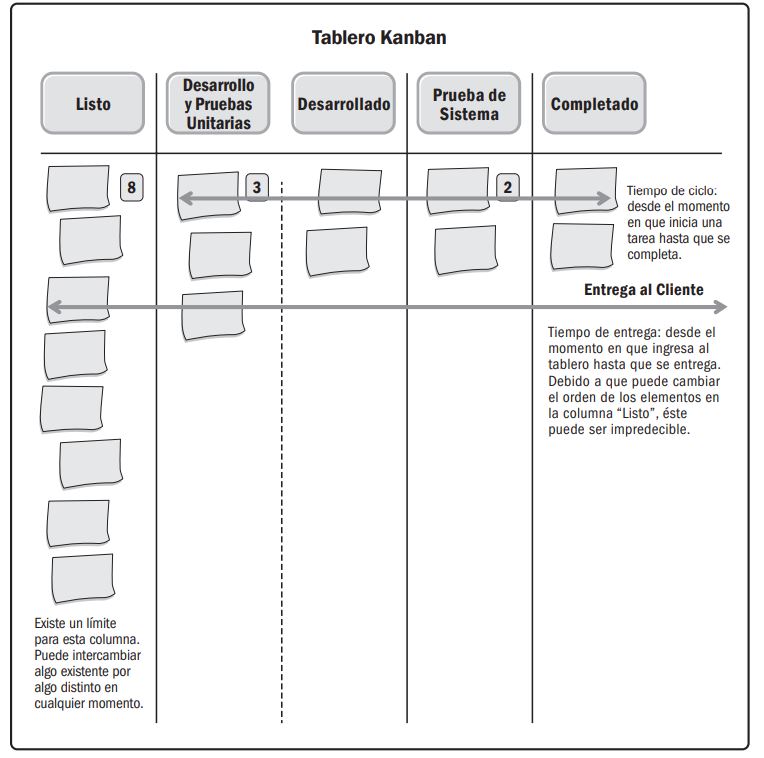 Tablero Kanban
Listo
Desarrollo
y Pruebas
Unitarias
Desarrollado
Prueba de
Sistema
Completado
8
3
2
Tiempo de ciclo:
desde el momento
en que inicia una
tarea hasta que se
completa.
Entrega al Cliente
Tiempo de entrega: desde el
momento en que ingresa al
tablero hasta que se entrega.
Debido a que puede cambiar
el orden de los elementos en
la columna “Listo”, éste
puede ser impredecible.
Existe un límite
para esta columna.
Puede intercambiar
algo existente por
algo distinto en
cualquier momento.